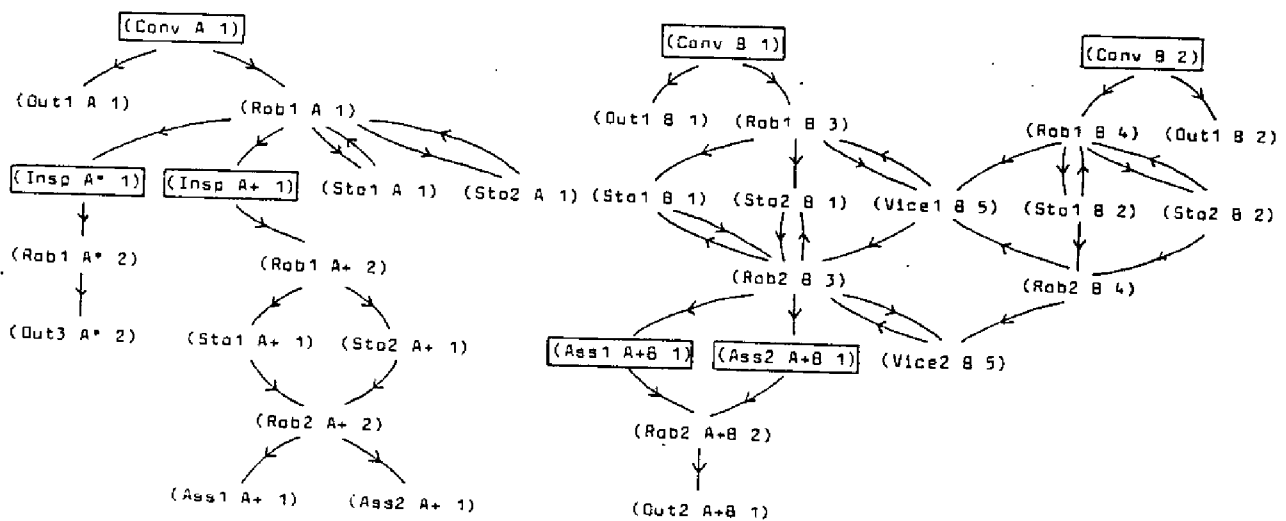 (Conv A 1)
(Conv B 1)
(Conv B 2)
(Out1 A 1)
(Rob1 A 1)
(Out1 B 1)
(Rob1 B 3)
(Rob1 B 4)
(Out1 B 2)
(Insp A* 1)
(Insp A+ 1)
(Sto1 A 1)
(Sto2 A 1)
(Sto1 B 1)
(Sto2 B 1)
(Vice1 B 5)
(Sto1 B 2)
(Sto2 B 2)
(Rob1 A* 2)
(Rob1 A+ 2)
(Rob2 B 3)
(Rob2 B 4)
(Out3 A* 2)
(Sto1 A+ 1)
(Sto2 A+ 1)
(Ass1 A+B 1)
(Ass2 A+B 1)
(Vice2 B 5)
(Rob2 A+ 2)
(Rob2 A+B 2)
(Ass1 A+ 1)
(Ass2 A+ 1)
(Out2 A+B 1)